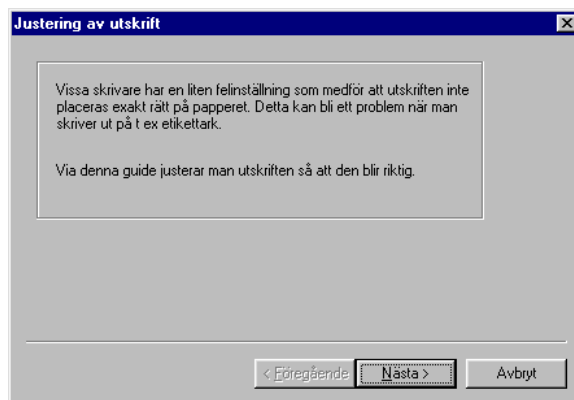 Justering av utskrift
Vissa skrivare har en liten felinställning som medför att utskriften inte
placeras exakt rätt på papperet. Detta kan bli ett problem när man
skriver ut på t ex etikettark.
Via denna guide justerar man utskriften så att den blir riktig.
< Föregående Nästa > Avbryt